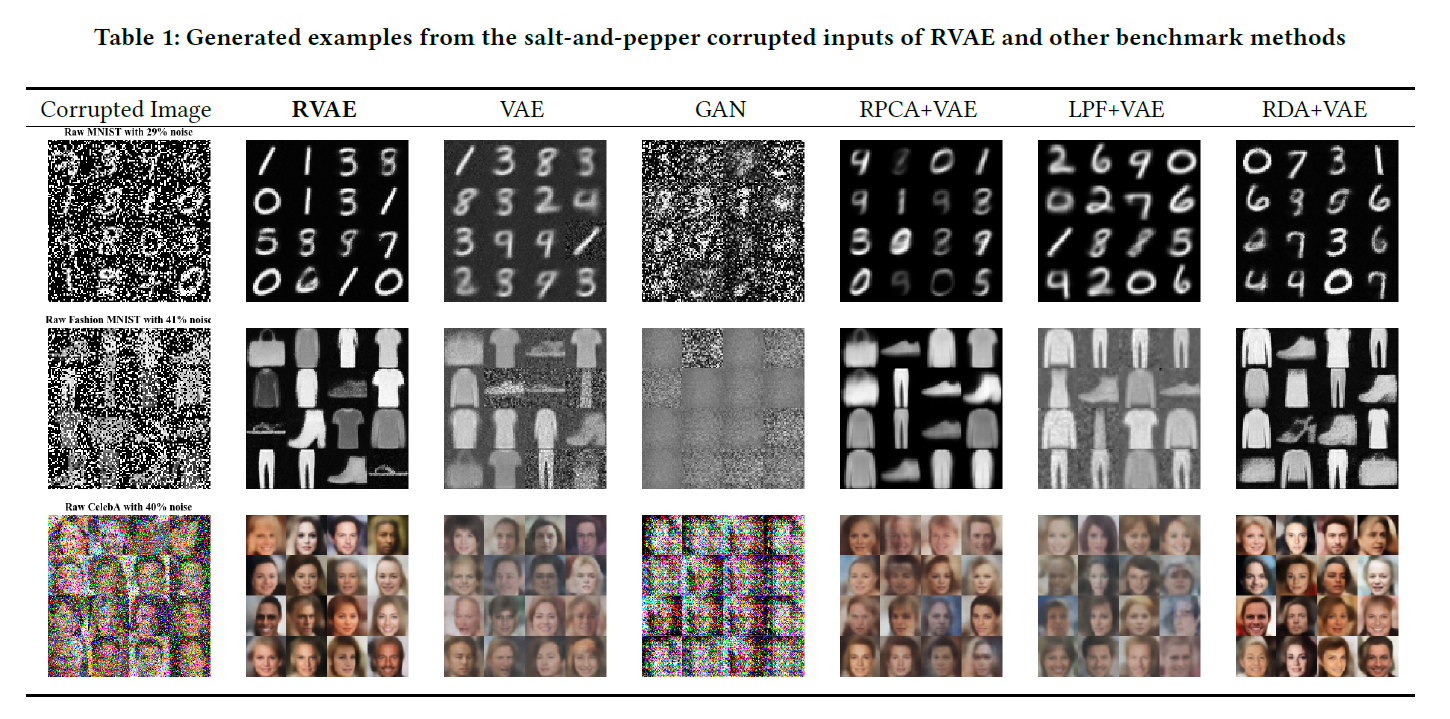 Table 1: Generated examples from the salt-and-pepper corrupted inputs of RVAE and other benchmark methods
Corrupted Image RVAE VAE GAN RPCA+VAE LPF+VAE RDA+VAE
Raw MNIST with 29% noise
Raw Fashion MNIST with 41% noise
Raw CelebA with 40% noise